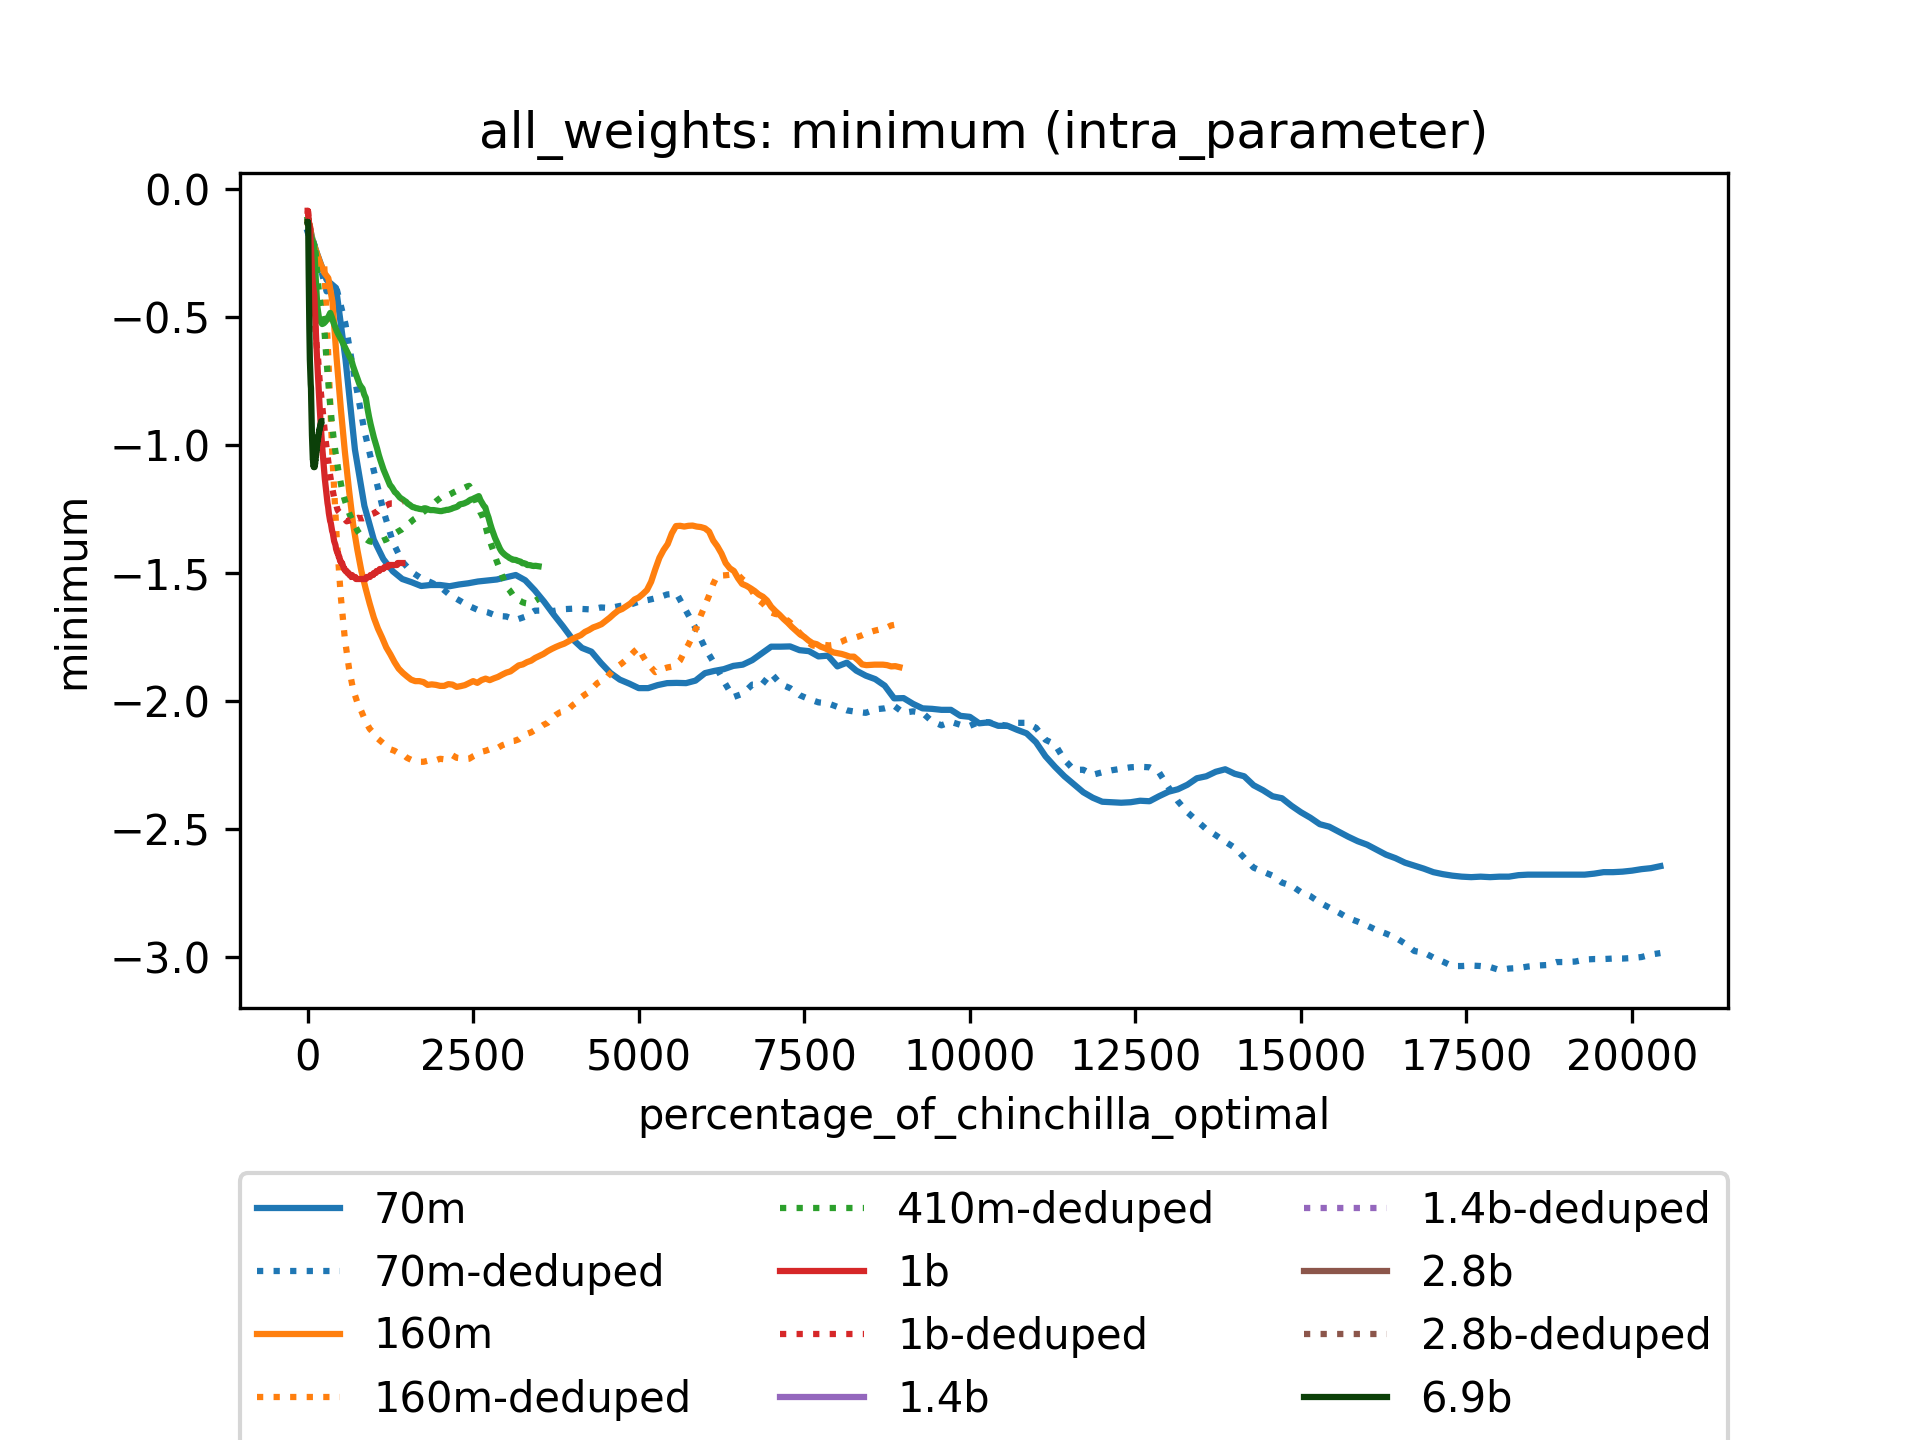 all_weights: minimum (intra_parameter)
0.0
−0.5
−1.0
−1.5
−2.0
−2.5
−3.0
minimum
0 2500 5000 7500 10000 12500 15000 17500 20000
percentage_of_chinchilla_optimal
70m
70m-deduped
160m
160m-deduped
410m-deduped
1b
1b-deduped
1.4b
1.4b-deduped
2.8b
2.8b-deduped
6.9b